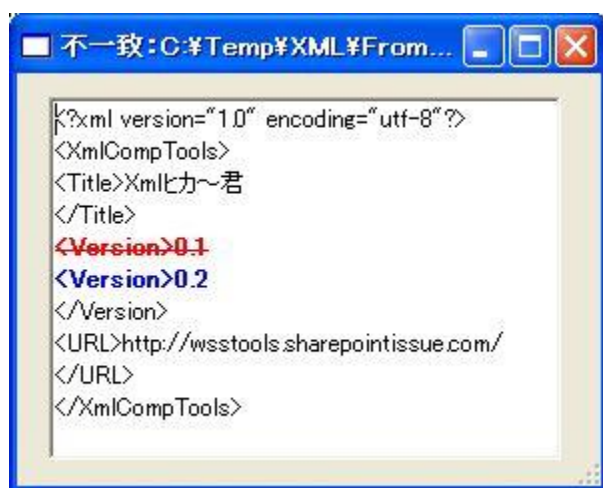 不一致:C:¥Temp¥XML¥From...
<?xml version="1.0" encoding="utf-8"?>
<XmlCompTools>
<Title>Xmlヒカ～君
</Title>
<Version>0.1
<Version>0.2
</Version>
<URL>http://wsstools.sharepointissue.com/
</URL>
</XmlCompTools>